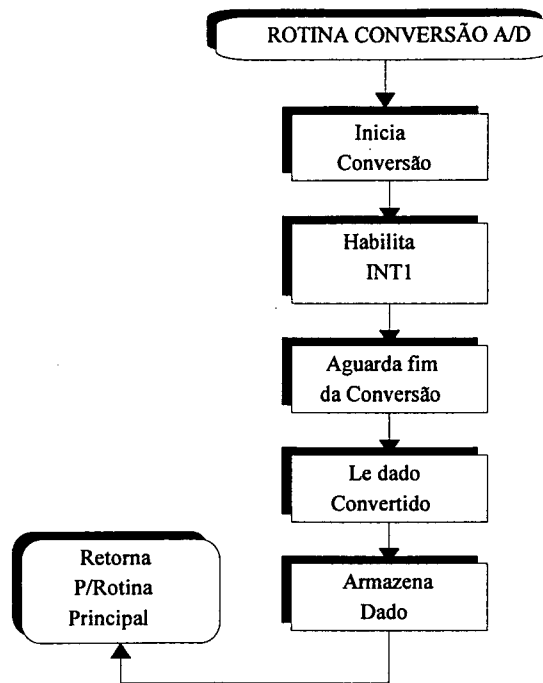 ROTINA CONVERSÃO A/D
Inicia
Conversão
Habilita
INT1
Aguarda fim
da Conversão
Le dado
Convertido
Armazena
Dado
Retorna
P/Rotina
Principal